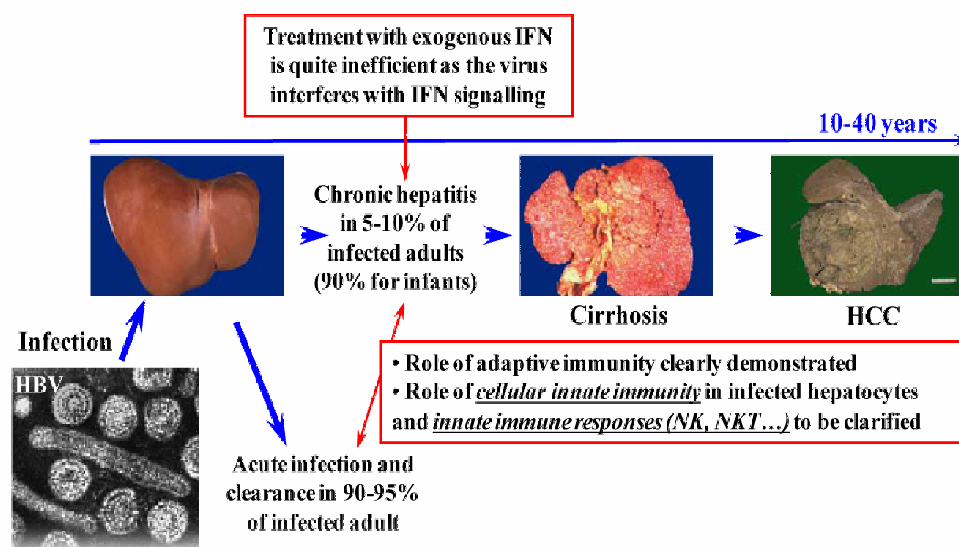 Treatment with exogenous IFN
is quite inefficient as the virus
interferes with IFN signalling
10-40 years
Chronic hepatitis
in 5-10% of
infected adults
(90% for infants)
Cirrhosis
HCC
Infection
HBV
• Role of adaptive immunity clearly demonstrated
• Role of cellular innate immunity in infected hepatocytes
and innate immune responses (NK, NKT…) to be clarified
Acute infection and
clearance in 90-95%
of infected adult